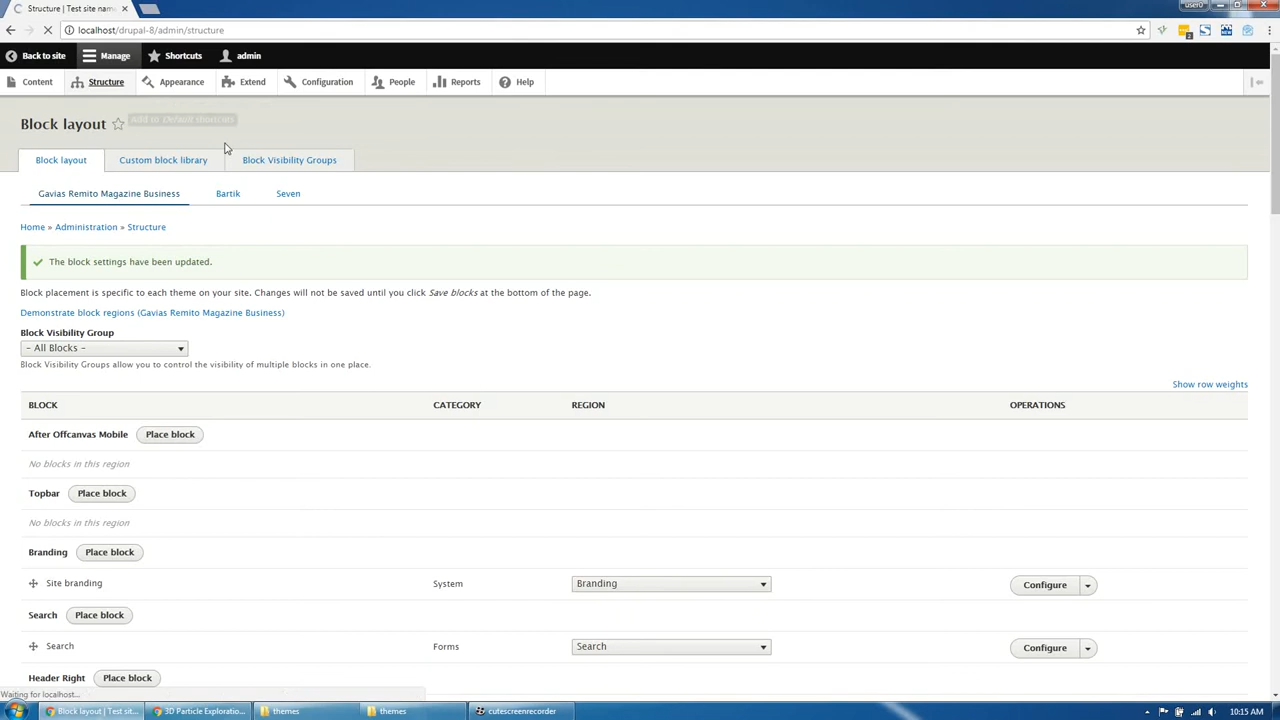 Structure | Test site nam
user0
localhost/drupal-8/admin/structure
Back to site
Manage
Shortcuts
admin
Content
Structure
Appearance
Extend
Configuration
People
Reports
Help
Block layout
Add to Default shortcuts
Block layout
Custom block library
Block Visibility Groups
Gavias Remito Magazine Business
Bartik
Seven
Home » Administration » Structure
The block settings have been updated.
Block placement is specific to each theme on your site. Changes will not be saved until you click Save blocks at the bottom of the page.
Demonstrate block regions (Gavias Remito Magazine Business)
Block Visibility Group
- All Blocks -
Block Visibility Groups allow you to control the visibility of multiple blocks in one place.
Show row weights
BLOCK CATEGORY REGION OPERATIONS
After Offcanvas Mobile Place block
No blocks in this region
Topbar Place block
No blocks in this region
Branding Place block
Site branding System Branding Configure
Search Place block
Search Forms Search Configure
Header Right Place block
Waiting for localhost...
Block layout | Test sit...
3D Particle Exploratio...
themes
themes
cutescreenrecorder
10:15 AM